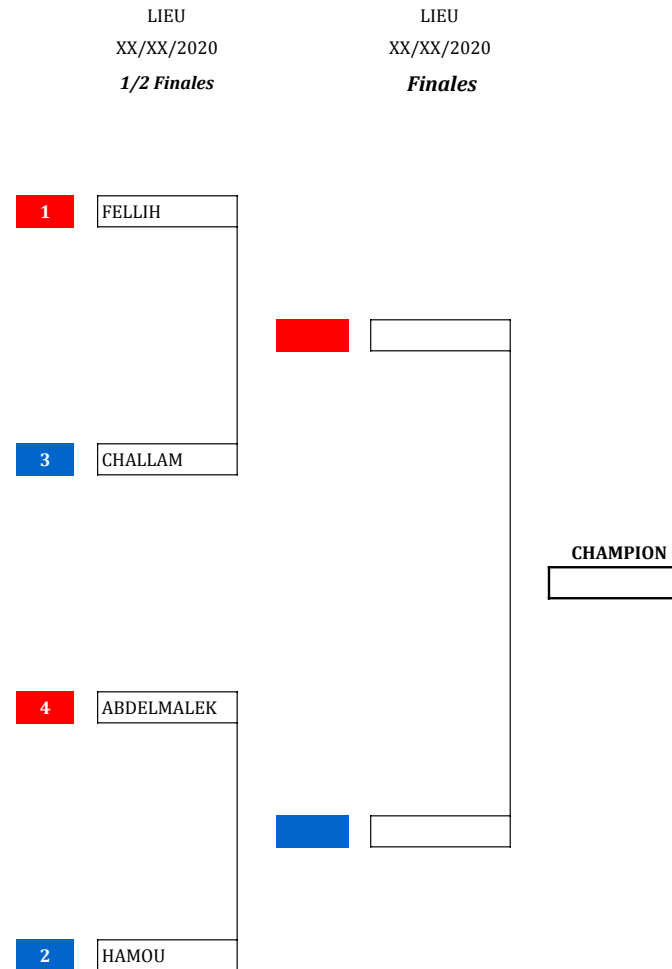 LIEU LIEU
XX/XX/2020 XX/XX/2020
1/2 Finales Finales
1 FELLIH
3 CHALLAM
CHAMPION
4 ABDELMALEK
2 HAMOU